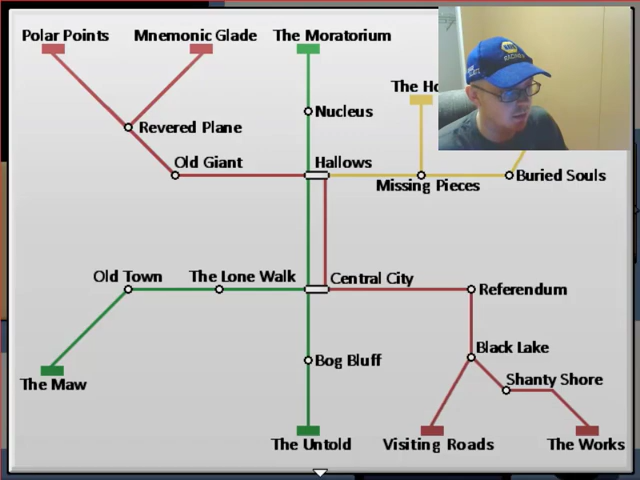 Polar Points
Mnemonic Glade
The Moratorium
The Ho
Nucleus
Revered Plane
Old Giant
Hallows
Missing Pieces
Buried Souls
Old Town
The Lone Walk
Central City
Referendum
Black Lake
Bog Bluff
Shanty Shore
The Maw
The Untold
Visiting Roads
The Works